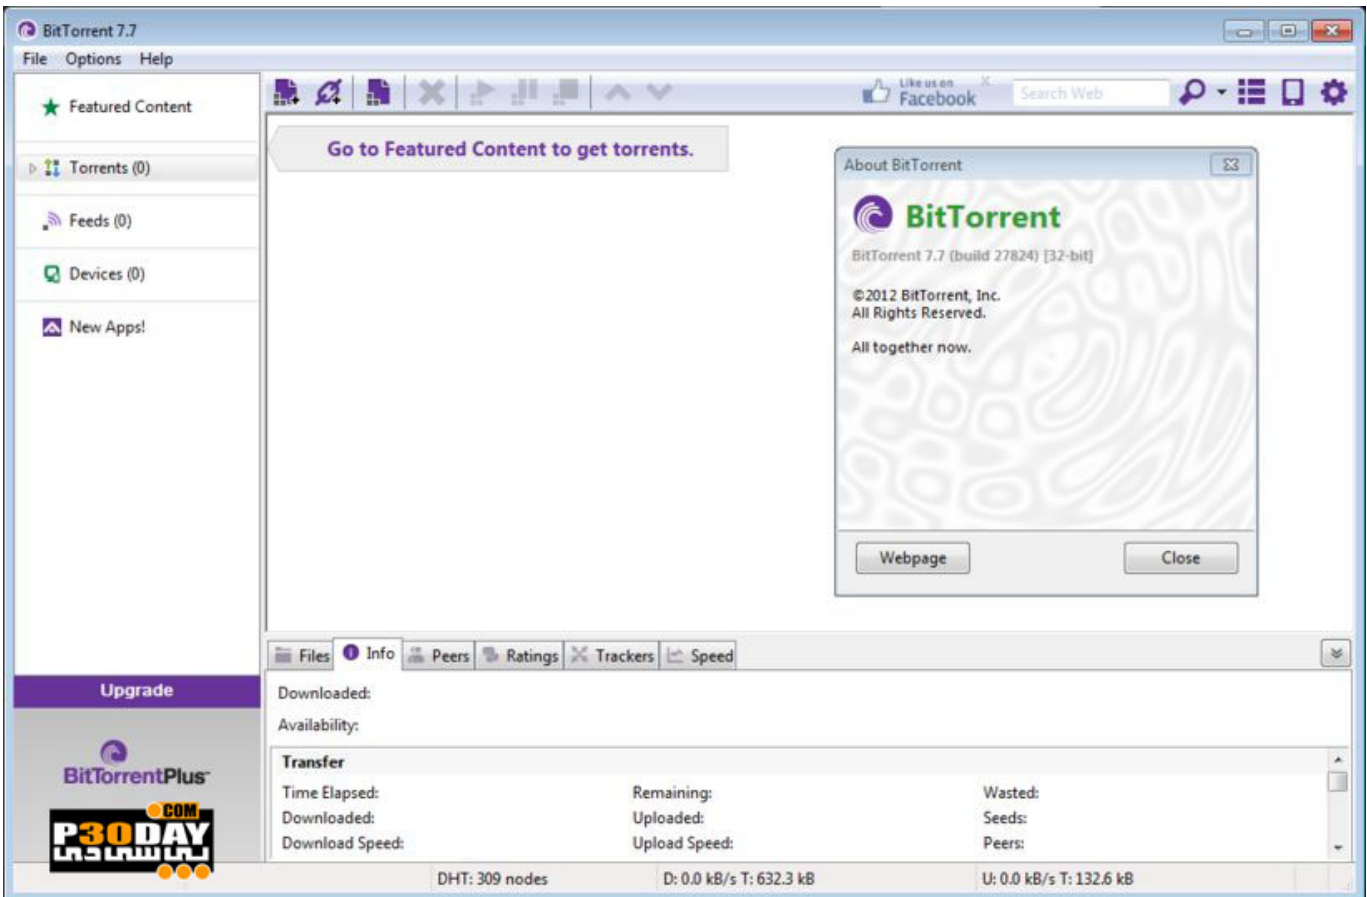 BitTorrent 7.7
File Options Help
Featured Content
Torrents (0)
Feeds (0)
Devices (0)
New Apps!
Like us on
Facebook
Search Web
Go to Featured Content to get torrents.
About BitTorrent
BitTorrent
BitTorrent 7.7 (build 27824) [32-bit]
©2012 BitTorrent, Inc.
All Rights Reserved.
All together now.
Webpage Close
Files Info Peers Ratings Trackers Speed
Upgrade
BitTorrentPlus
Downloaded:
Availability:
Transfer
Time Elapsed: Remaining: Wasted:
Downloaded: Uploaded: Seeds:
Download Speed: Upload Speed: Peers:
.COM
P30DAY
پی سی دی
DHT: 309 nodes D: 0.0 kB/s T: 632.3 kB U: 0.0 kB/s T: 132.6 kB